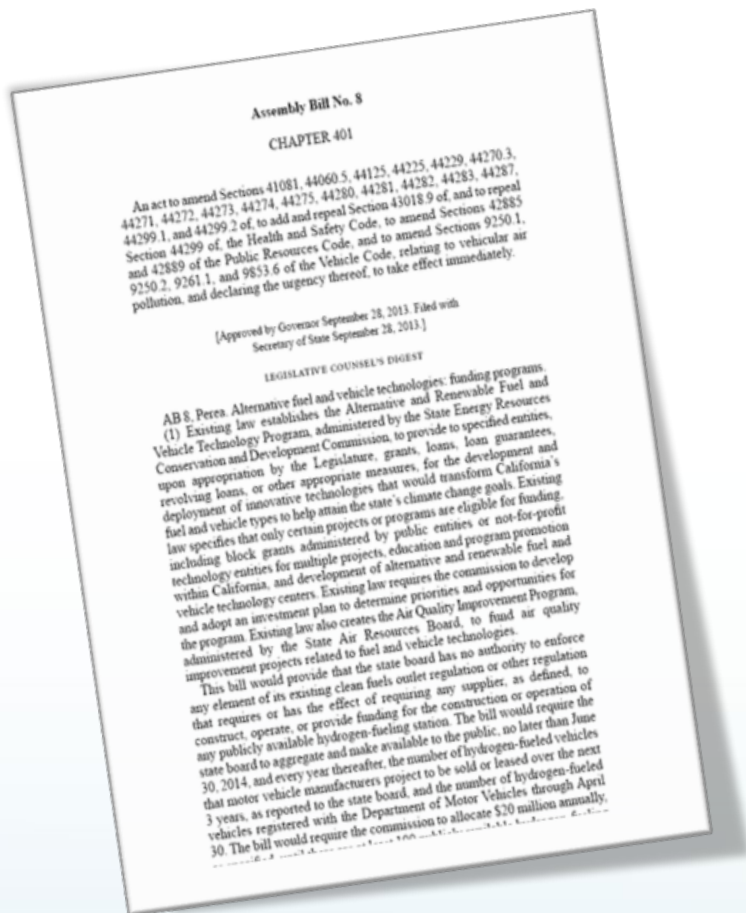 Assembly Bill No. 8
CHAPTER 401
An act to amend Sections 41081, 44060.5, 44125, 44225, 44229, 44270.3,
44271, 44272, 44273, 44274, 44275, 44280, 44281, 44282, 44283, 44287,
44299.1, and 44299.2 of, to add and repeal Section 43018.9 of, and to repeal
Section 44299 of, the Health and Safety Code, to amend Sections 42885
and 42889 of the Public Resources Code, and to amend Sections 9250.1,
9250.2, 9261.1, and 9853.6 of the Vehicle Code, relating to vehicular air
pollution, and declaring the urgency thereof, to take effect immediately.
[Approved by Governor September 28, 2013. Filed with
Secretary of State September 28, 2013.]
LEGISLATIVE COUNSEL'S DIGEST
AB 8, Perea. Alternative fuel and vehicle technologies: funding programs.
(1) Existing law establishes the Alternative and Renewable Fuel and
Vehicle Technology Program, administered by the State Energy Resources
Conservation and Development Commission, to provide to specified entities,
upon appropriation by the Legislature, grants, loans, loan guarantees,
revolving loans, or other appropriate measures, for the development and
deployment of innovative technologies that would transform California's
fuel and vehicle types to help attain the state's climate change goals. Existing
law specifies that only certain projects or programs are eligible for funding,
including block grants administered by public entities or not-for-profit
technology entities for multiple projects, education and program promotion
within California, and development of alternative and renewable fuel and
vehicle technology centers. Existing law requires the commission to develop
and adopt an investment plan to determine priorities and opportunities for
the program. Existing law also creates the Air Quality Improvement Program,
administered by the State Air Resources Board, to fund air quality
improvement projects related to fuel and vehicle technologies.
This bill would provide that the state board has no authority to enforce
any element of its existing clean fuels outlet regulation or other regulation
that requires or has the effect of requiring any supplier, as defined, to
construct, operate, or provide funding for the construction or operation of
any publicly available hydrogen-fueling station. The bill would require the
state board to aggregate and make available to the public, no later than June
30, 2014, and every year thereafter, the number of hydrogen-fueled vehicles
that motor vehicle manufacturers project to be sold or leased over the next
3 years, as reported to the state board, and the number of hydrogen-fueled
vehicles registered with the Department of Motor Vehicles through April
30. The bill would require the commission to allocate $20 million annually,